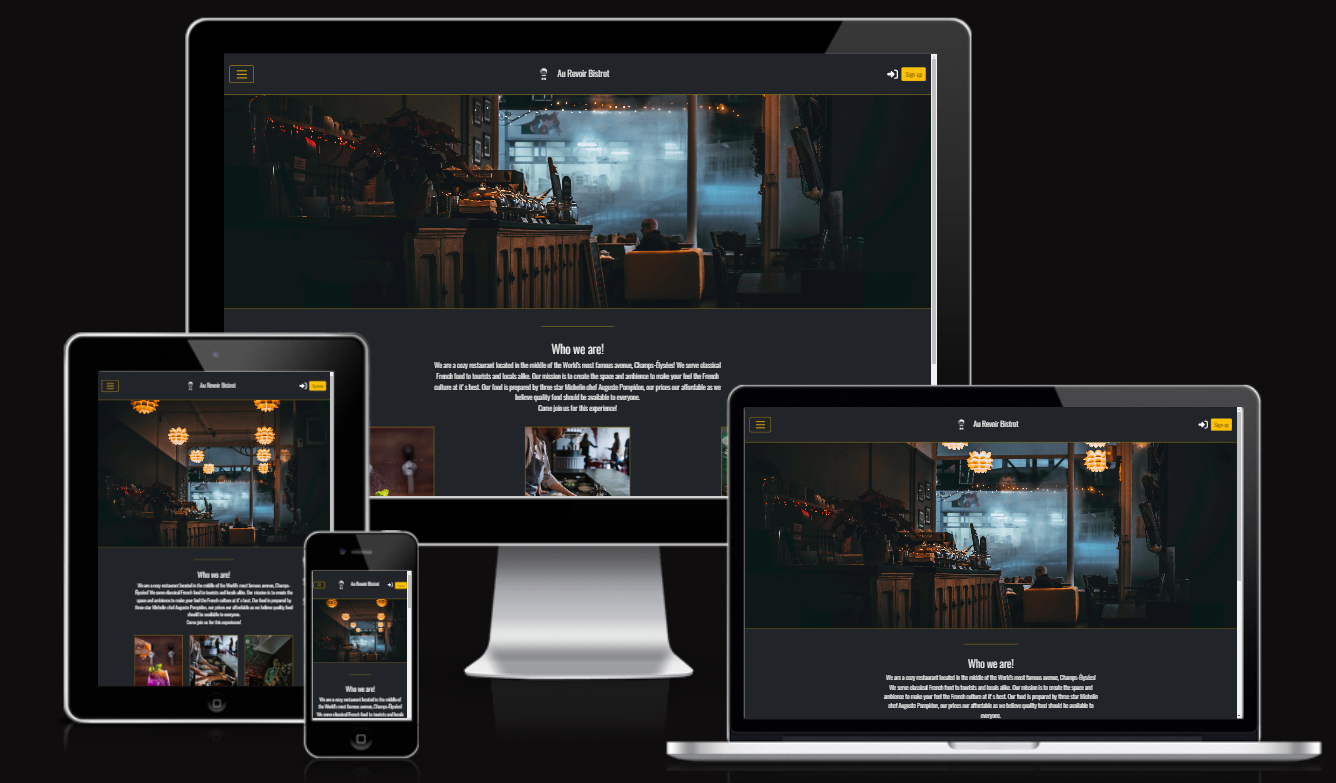 Au Revoir Bistrot
Sign up
Who we are!
We are a cozy restaurant located in the middle of the World's most famous avenue, Champs-Élysées! We serve classical
French food to tourists and locals alike. Our mission is to create the space and ambience to make your feel the French
culture at it's best. Our food is prepared by three star Michelin chef Auguste Pompidon, our prices our affordable as we
believe quality food should be available to everyone.
Come join us for this experience!
Au Revoir Bistrot
Sign up
Who we are!
We are a cozy restaurant located in the middle of the World's most famous avenue, Champs-
Élysées! We serve classical French food to tourists and locals alike. Our mission is to create the
space and ambience to make your feel the French culture at it's best. Our food is prepared by
three star Michelin chef Auguste Pompidon, our prices our affordable as we believe quality food
should be available to everyone.
Come join us for this experience!
Au Revoir Bistrot
Who we are!
We are a cozy restaurant located in the middle of
the World's most famous avenue, Champs-Élysées!
We serve classical French food to tourists and locals
Au Revoir Bistrot
Sign up
Who we are!
We are a cozy restaurant located in the middle of the World's most famous avenue, Champs-Élysées!
We serve classical French food to tourists and locals alike. Our mission is to create the space and
ambience to make your feel the French culture at it's best. Our food is prepared by three star Michelin
chef Auguste Pompidon, our prices our affordable as we believe quality food should be available to
everyone.